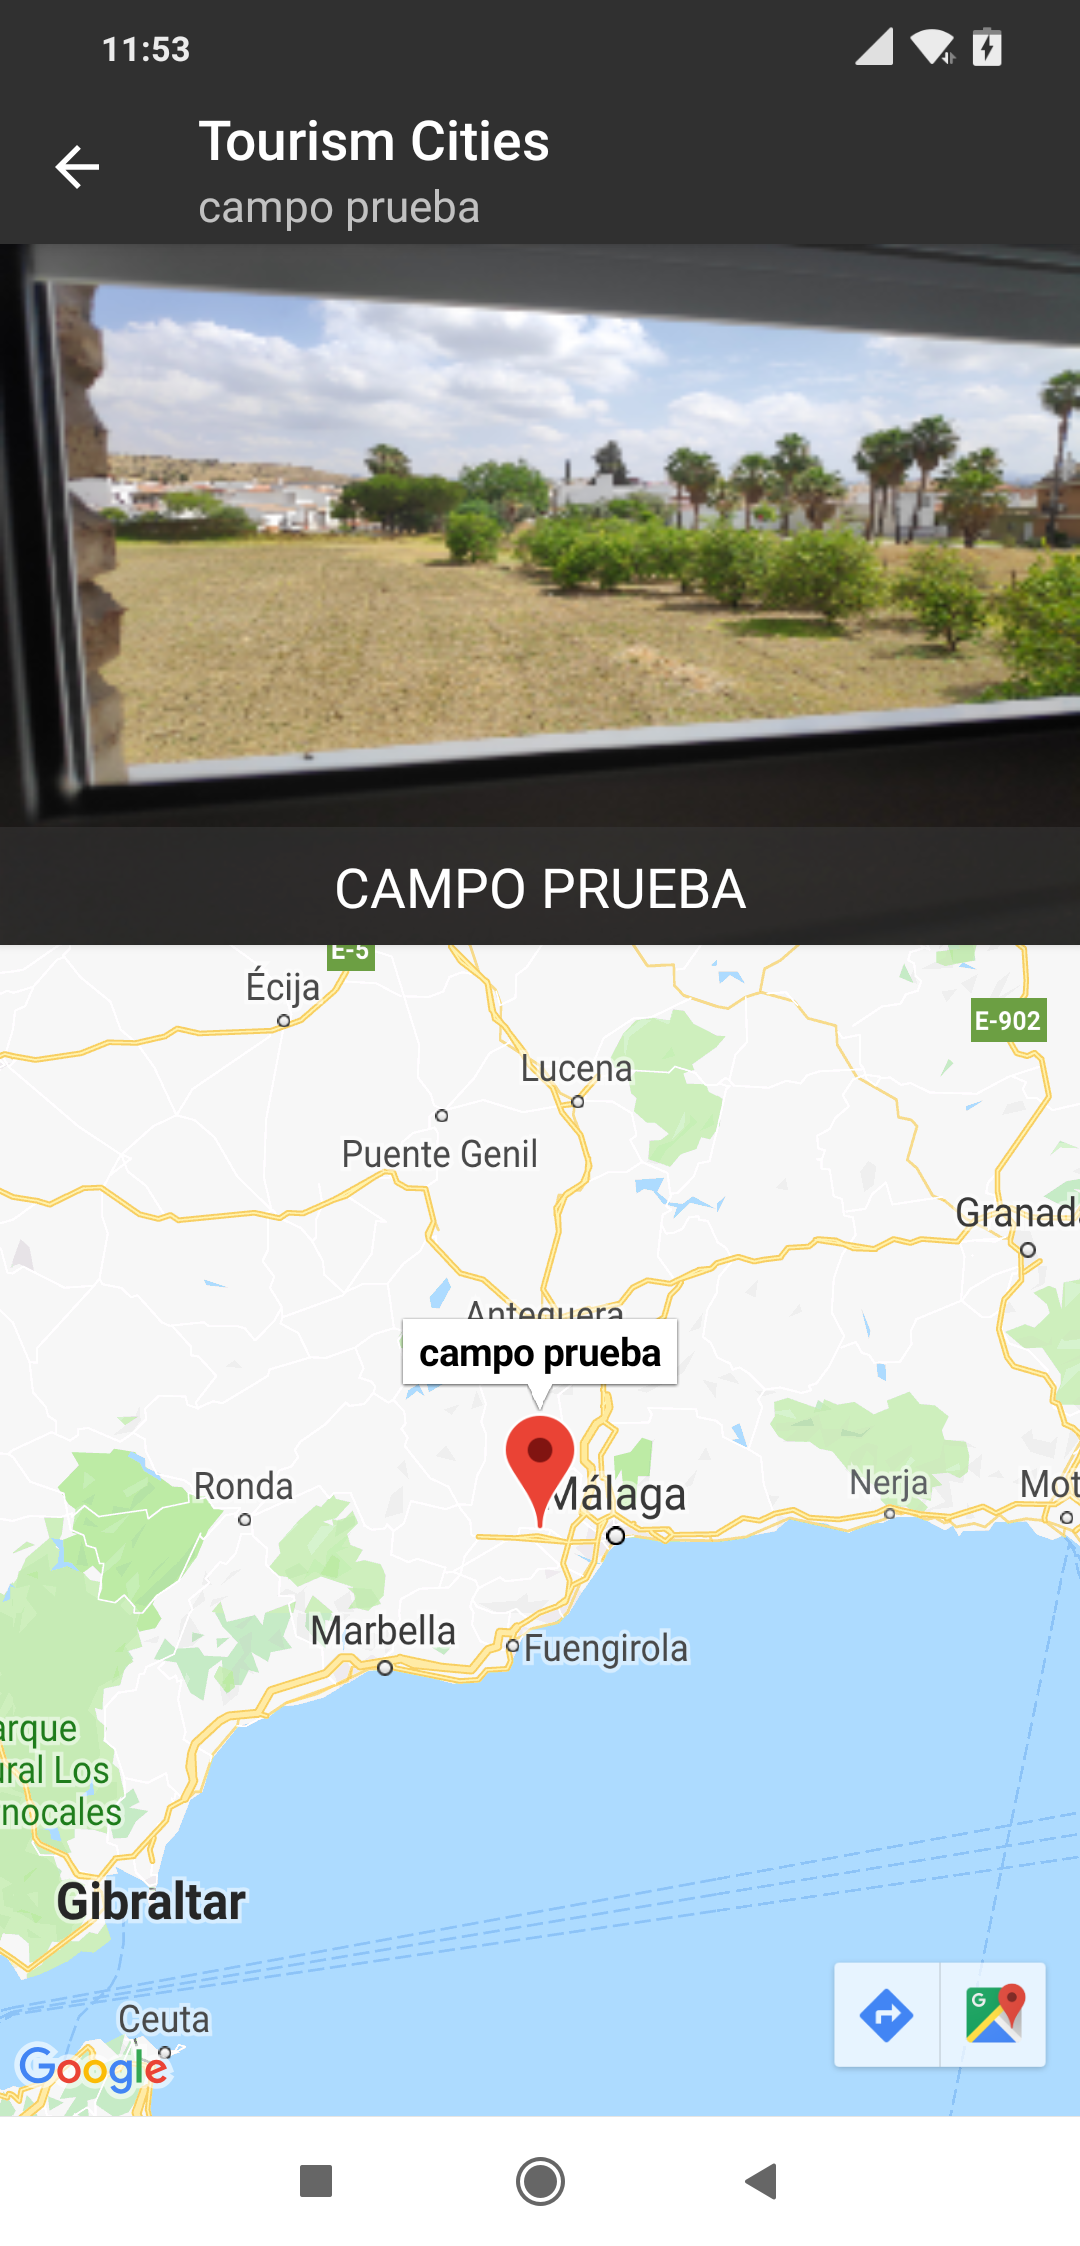 11:53
Tourism Cities
campo prueba
CAMPO PRUEBA
E-5
Écija
E-902
Lucena
Puente Genil
Granada
Antequera
campo prueba
Ronda
Málaga
Nerja
Mot
Marbella
Fuengirola
arque
ural Los
nocales
Gibraltar
Ceuta
Google
G